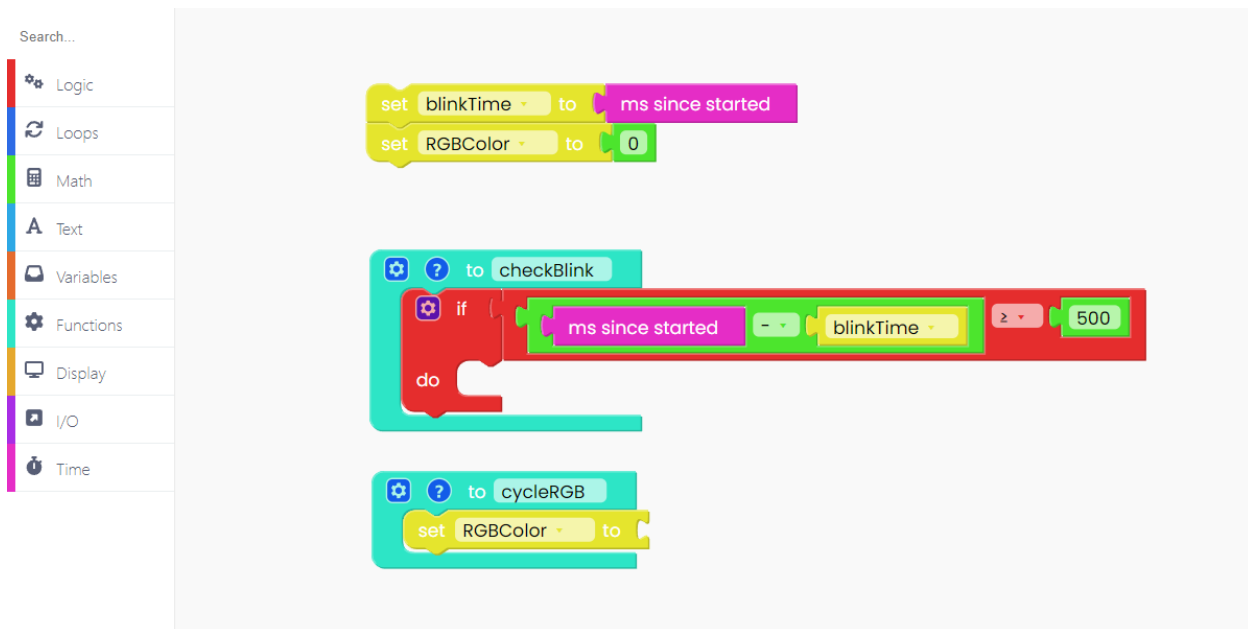 Search...
Logic
Loops
Math
Text
Variables
Functions
Display
I/O
Time
set blinkTime to ms since started
set RGBColor to 0
? to checkBlink
if ms since started - blinkTime ≥ 500
do
? to cycleRGB
set RGBColor to